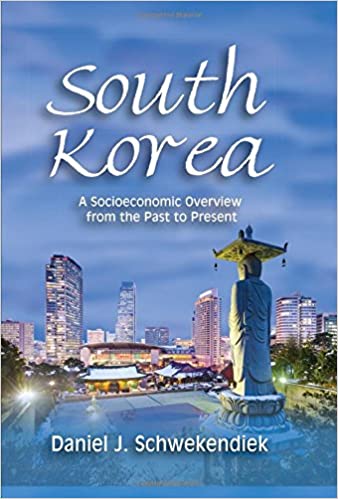 South
Korea
A Socioeconomic Overview
from the Past to Present
Daniel J. Schwekendiek